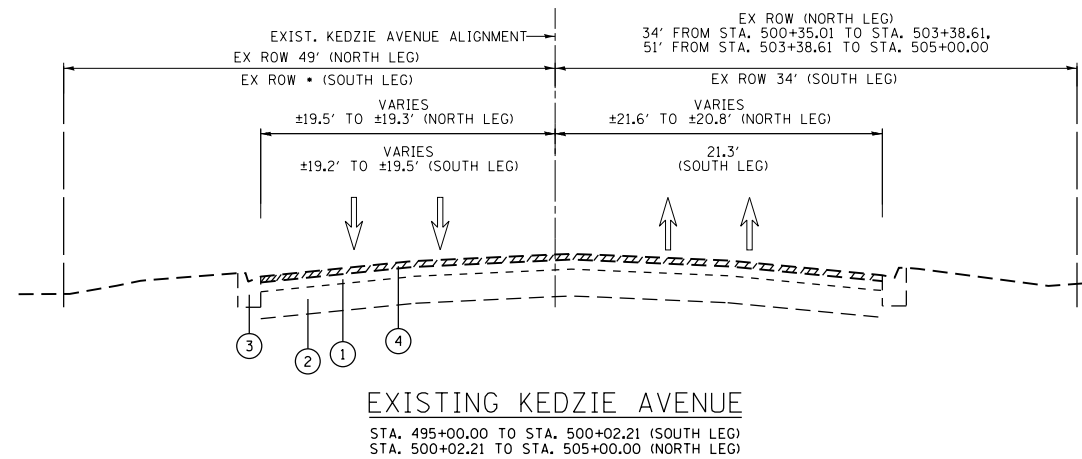 EXIST. KEDZIE AVENUE ALIGNMENT
EX ROW (NORTH LEG)
34' FROM STA. 500+35.01 TO STA. 503+38.61,
51' FROM STA. 503+38.61 TO STA. 505+00.00
EX ROW 49' (NORTH LEG)
EX ROW * (SOUTH LEG)
EX ROW 34' (SOUTH LEG)
VARIES
±19.5' TO ±19.3' (NORTH LEG)
VARIES
±21.6' TO ±20.8' (NORTH LEG)
VARIES
±19.2' TO ±19.5' (SOUTH LEG)
21.3'
(SOUTH LEG)
3
2
1
4
EXISTING KEDZIE AVENUE
STA. 495+00.00 TO STA. 500+02.21 (SOUTH LEG)
STA. 500+02.21 TO STA. 505+00.00 (NORTH LEG)